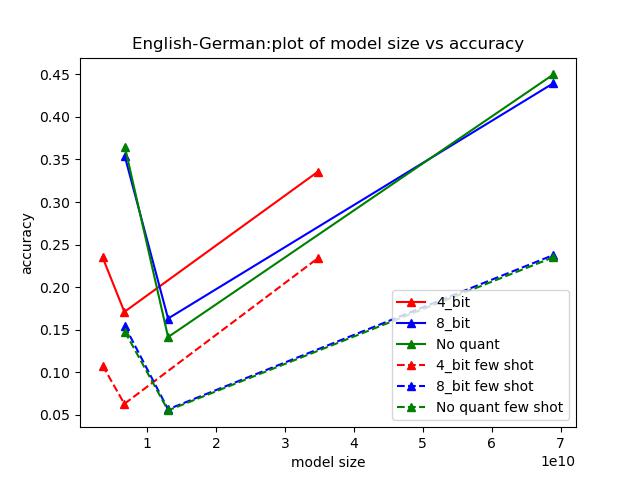 English-German:plot of model size vs accuracy
0.45
0.40
0.35
0.30
0.25
0.20
0.15
0.10
0.05
accuracy
4_bit
8_bit
No quant
4_bit few shot
8_bit few shot
No quant few shot
1 2 3 4 5 6 7
1e10
model size